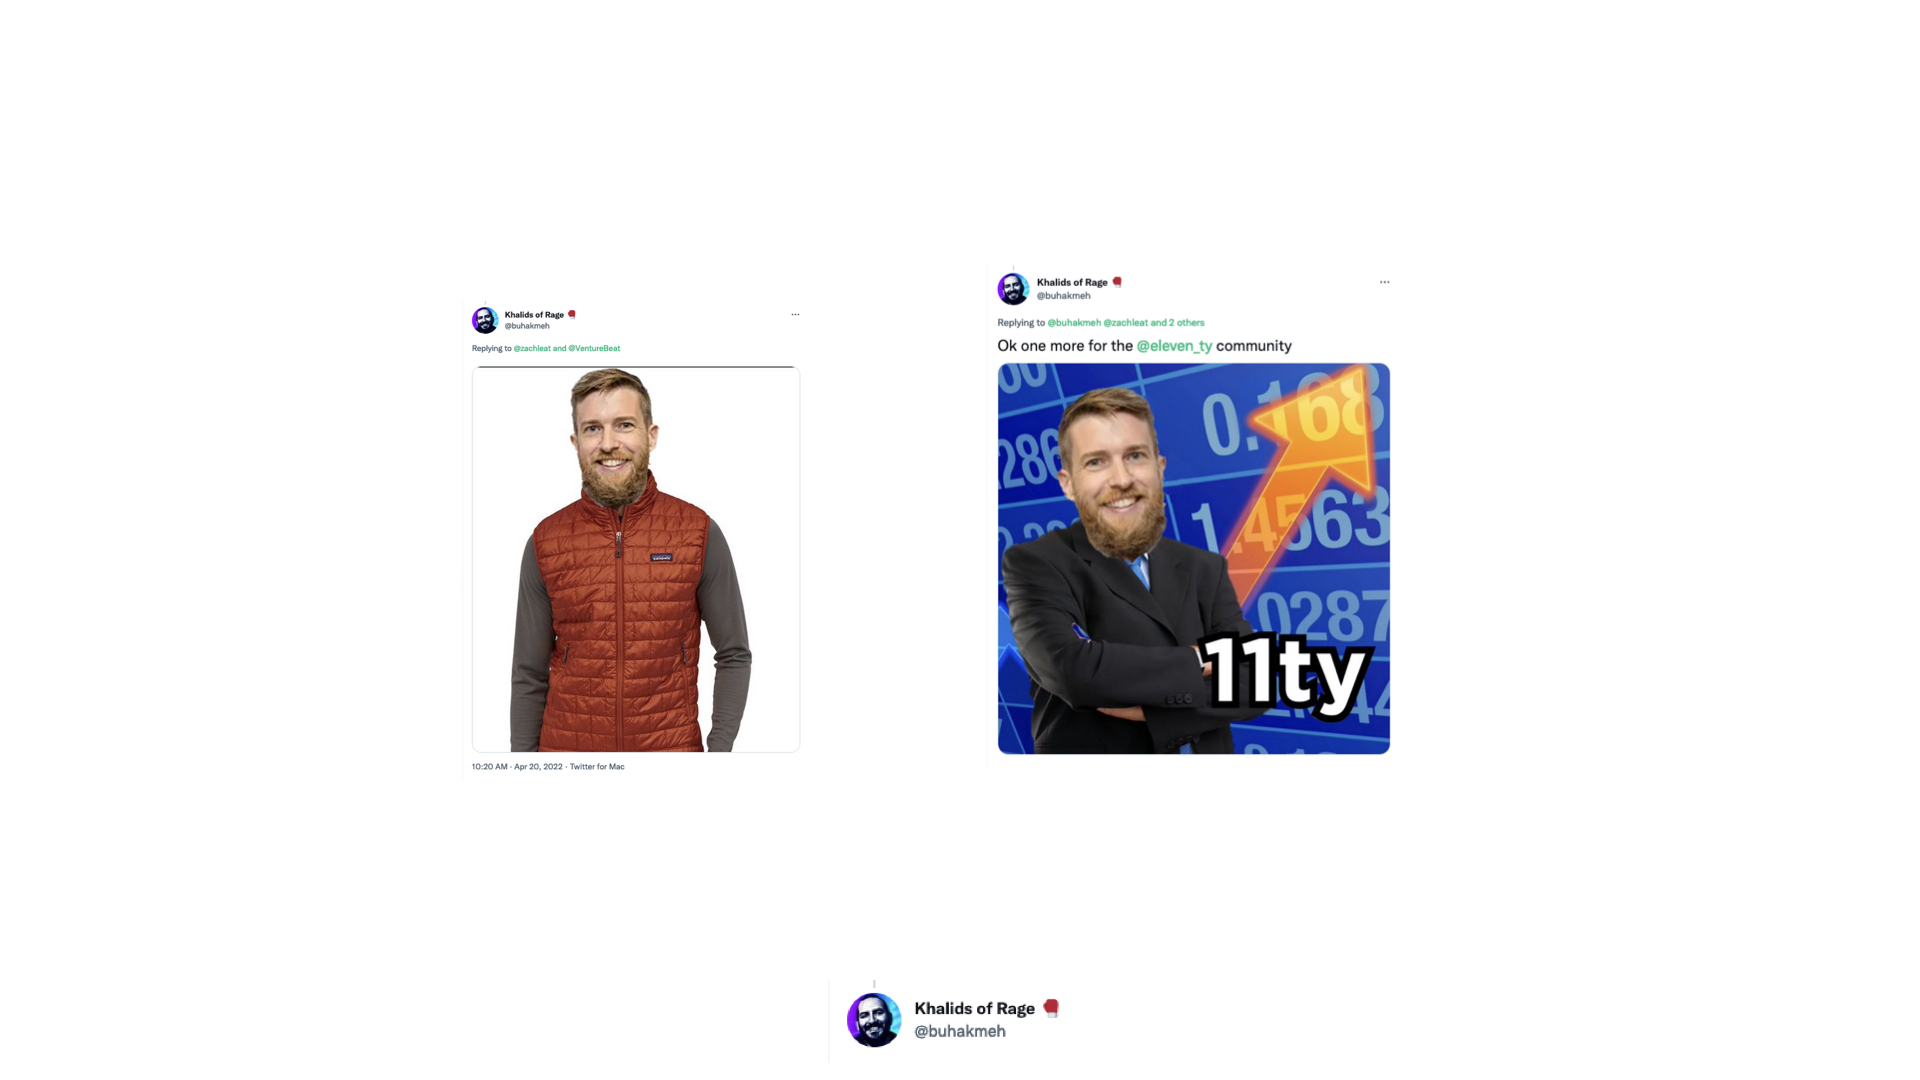 Khalids of Rage
@buhakmeh
Replying to @zachleat and @VentureBeat
10:20 AM · Apr 20, 2022 · Twitter for Mac
Khalids of Rage
@buhakmeh
Replying to @buhakmeh @zachleat and 2 others
Ok one more for the @eleven_ty community
00
0.168
286
1.4563
.0287
11ty
Khalids of Rage
@buhakmeh